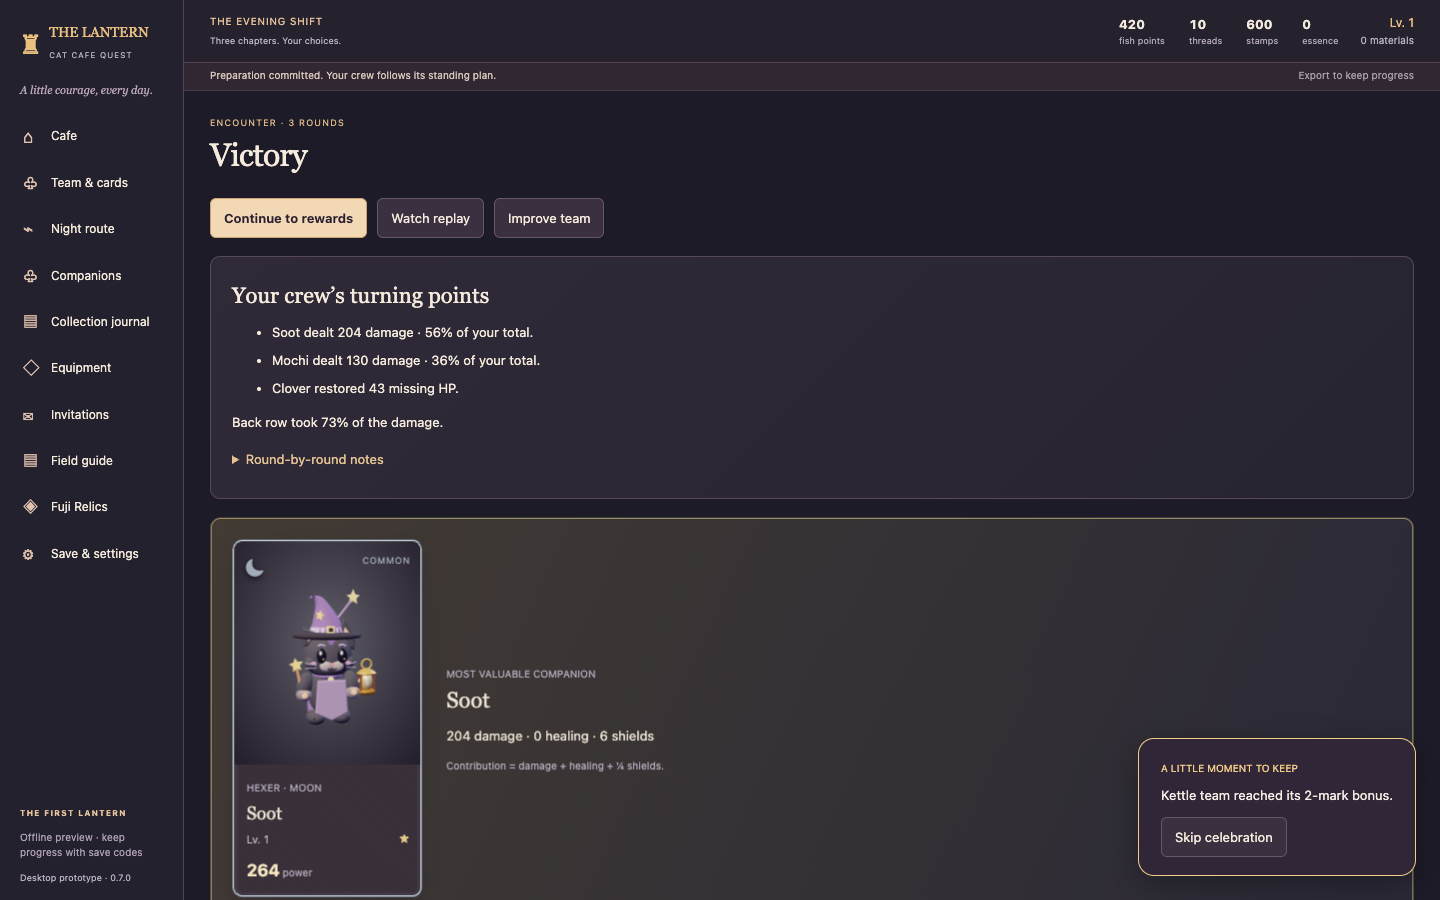 THE LANTERN
CAT CAFE QUEST
A little courage, every day.
Cafe
Team & cards
Night route
Companions
Collection journal
Equipment
Invitations
Field guide
Fuji Relics
Save & settings
THE FIRST LANTERN
Offline preview · keep
progress with save codes
Desktop prototype · 0.7.0
THE EVENING SHIFT
Three chapters. Your choices.
420
fish points
10
threads
600
stamps
0
essence
Lv. 1
0 materials
Preparation committed. Your crew follows its standing plan.
Export to keep progress
ENCOUNTER · 3 ROUNDS
Victory
Continue to rewards
Watch replay
Improve team
Your crew’s turning points
• Soot dealt 204 damage · 56% of your total.
• Mochi dealt 130 damage · 36% of your total.
• Clover restored 43 missing HP.
Back row took 73% of the damage.
Round-by-round notes
COMMON
HEXER · MOON
Soot
Lv. 1
264 power
MOST VALUABLE COMPANION
Soot
204 damage · 0 healing · 6 shields
Contribution = damage + healing + ¼ shields.
A LITTLE MOMENT TO KEEP
Kettle team reached its 2-mark bonus.
Skip celebration